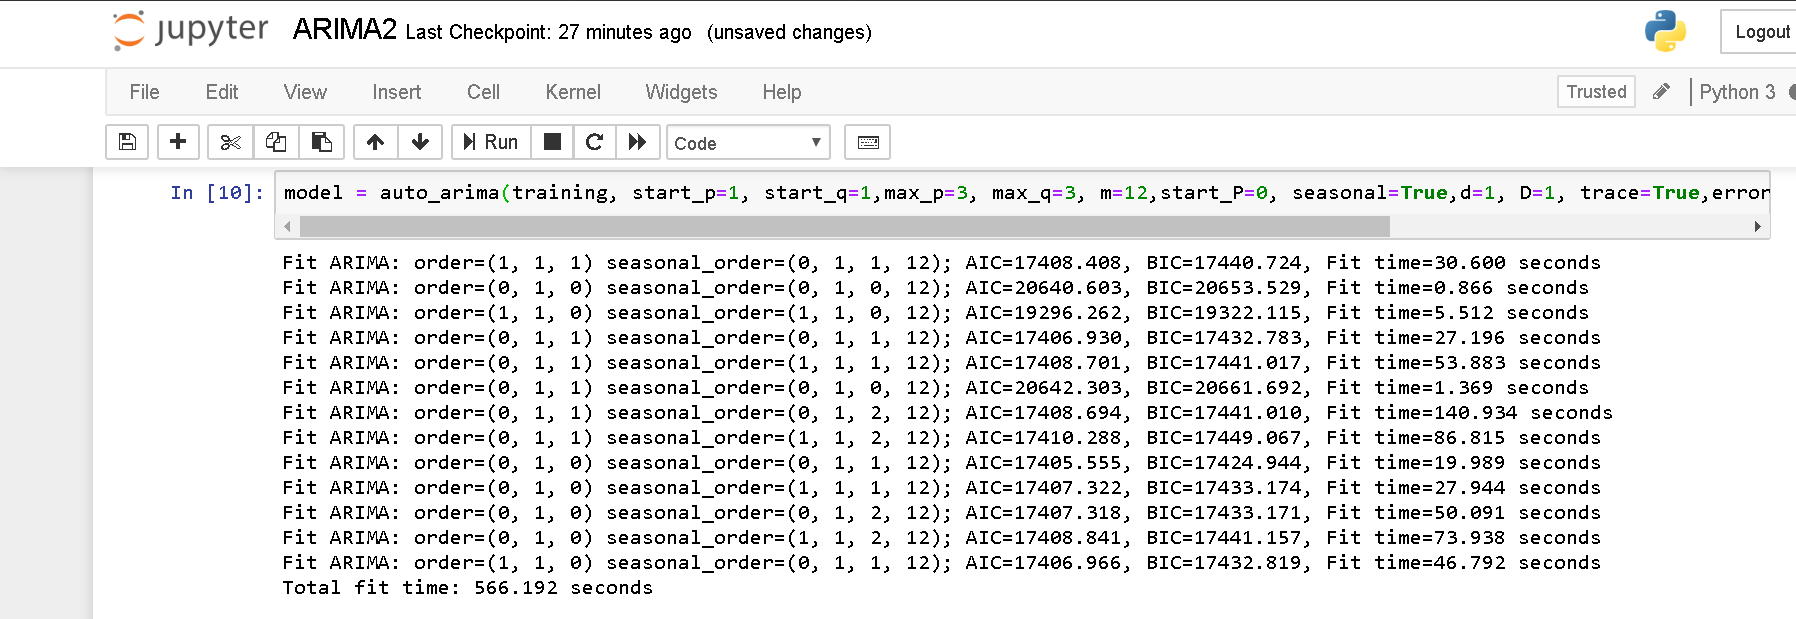 jupyter ARIMA2 Last Checkpoint: 27 minutes ago (unsaved changes) Logout
File Edit View Insert Cell Kernel Widgets Help Trusted Python 3
Run Code
In [10]: model = auto_arima(training, start_p=1, start_q=1,max_p=3, max_q=3, m=12,start_P=0, seasonal=True,d=1, D=1, trace=True,error
Fit ARIMA: order=(1, 1, 1) seasonal_order=(0, 1, 1, 12); AIC=17408.408, BIC=17440.724, Fit time=30.600 seconds
Fit ARIMA: order=(0, 1, 0) seasonal_order=(0, 1, 0, 12); AIC=20640.603, BIC=20653.529, Fit time=0.866 seconds
Fit ARIMA: order=(1, 1, 0) seasonal_order=(1, 1, 0, 12); AIC=19296.262, BIC=19322.115, Fit time=5.512 seconds
Fit ARIMA: order=(0, 1, 1) seasonal_order=(0, 1, 1, 12); AIC=17406.930, BIC=17432.783, Fit time=27.196 seconds
Fit ARIMA: order=(0, 1, 1) seasonal_order=(1, 1, 1, 12); AIC=17408.701, BIC=17441.017, Fit time=53.883 seconds
Fit ARIMA: order=(0, 1, 1) seasonal_order=(0, 1, 0, 12); AIC=20642.303, BIC=20661.692, Fit time=1.369 seconds
Fit ARIMA: order=(0, 1, 1) seasonal_order=(0, 1, 2, 12); AIC=17408.694, BIC=17441.010, Fit time=140.934 seconds
Fit ARIMA: order=(0, 1, 1) seasonal_order=(1, 1, 2, 12); AIC=17410.288, BIC=17449.067, Fit time=86.815 seconds
Fit ARIMA: order=(0, 1, 0) seasonal_order=(0, 1, 1, 12); AIC=17405.555, BIC=17424.944, Fit time=19.989 seconds
Fit ARIMA: order=(0, 1, 0) seasonal_order=(1, 1, 1, 12); AIC=17407.322, BIC=17433.174, Fit time=27.944 seconds
Fit ARIMA: order=(0, 1, 0) seasonal_order=(0, 1, 2, 12); AIC=17407.318, BIC=17433.171, Fit time=50.091 seconds
Fit ARIMA: order=(0, 1, 0) seasonal_order=(1, 1, 2, 12); AIC=17408.841, BIC=17441.157, Fit time=73.938 seconds
Fit ARIMA: order=(1, 1, 0) seasonal_order=(0, 1, 1, 12); AIC=17406.966, BIC=17432.819, Fit time=46.792 seconds
Total fit time: 566.192 seconds